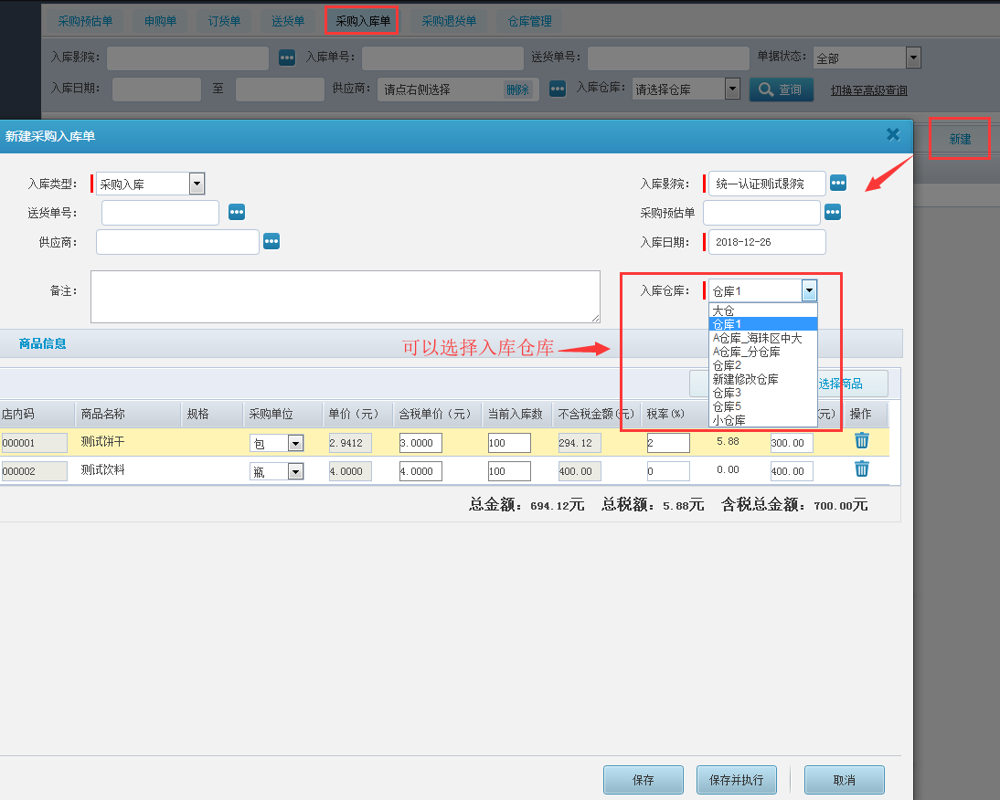 采购预估单 申购单 订货单 送货单 采购入库单 采购退货单 仓库管理
入库影院: 入库单号: 送货单号: 单据状态: 全部
入库日期: 至 供应商: 请点右侧选择 删除 入库仓库: 请选择仓库 查询 切换至高级查询
新建采购入库单
新建
入库类型: 采购入库 入库影院: 统一认证测试影院
送货单号: 采购预估单
供应商: 入库日期: 2018-12-26
备注: 入库仓库: 仓库1
大仓
仓库1
A仓库_海珠区中大
A仓库_分仓库
仓库2
新建修改仓库
仓库3
仓库5
小仓库
商品信息
可以选择入库仓库
选择商品
店内码 商品名称 规格 采购单位 单价（元） 含税单价（元） 当前入库数 不含税金额(元) 税率(%) 元) 操作
000001 测试饼干 包 2.9412 3.0000 100 294.12 2 5.88 300.00
000002 测试饮料 瓶 4.0000 4.0000 100 400.00 0 0.00 400.00
总金额: 694.12元 总税额: 5.88元 含税总金额: 700.00元
保存 保存并执行 取消